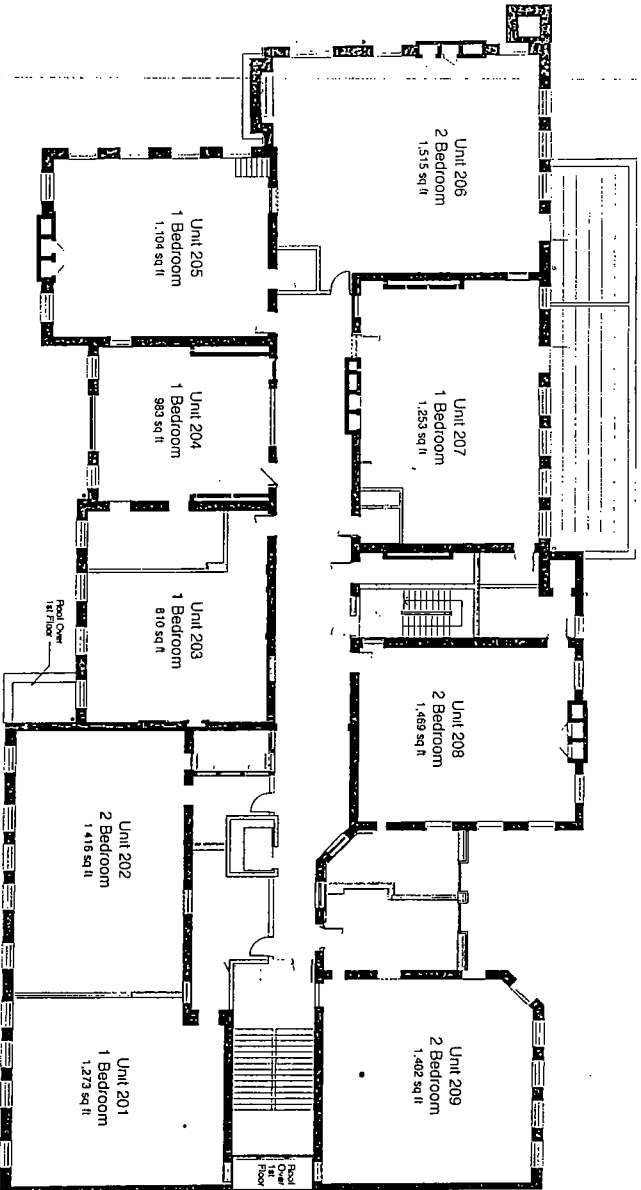 Unit 206
2 Bedroom
1,515 sq ft
Unit 205
1 Bedroom
1,104 sq ft
Unit 207
1 Bedroom
1,253 sq ft
Unit 204
1 Bedroom
983 sq ft
Unit 203
1 Bedroom
810 sq ft
Roof Over
1st Floor
Unit 208
2 Bedroom
1,469 sq ft
Unit 202
2 Bedroom
1 416 sq ft
Unit 209
2 Bedroom
1,402 sq ft
Unit 201
1 Bedroom
1,273 sq ft
Roof
Over
1st
Floor